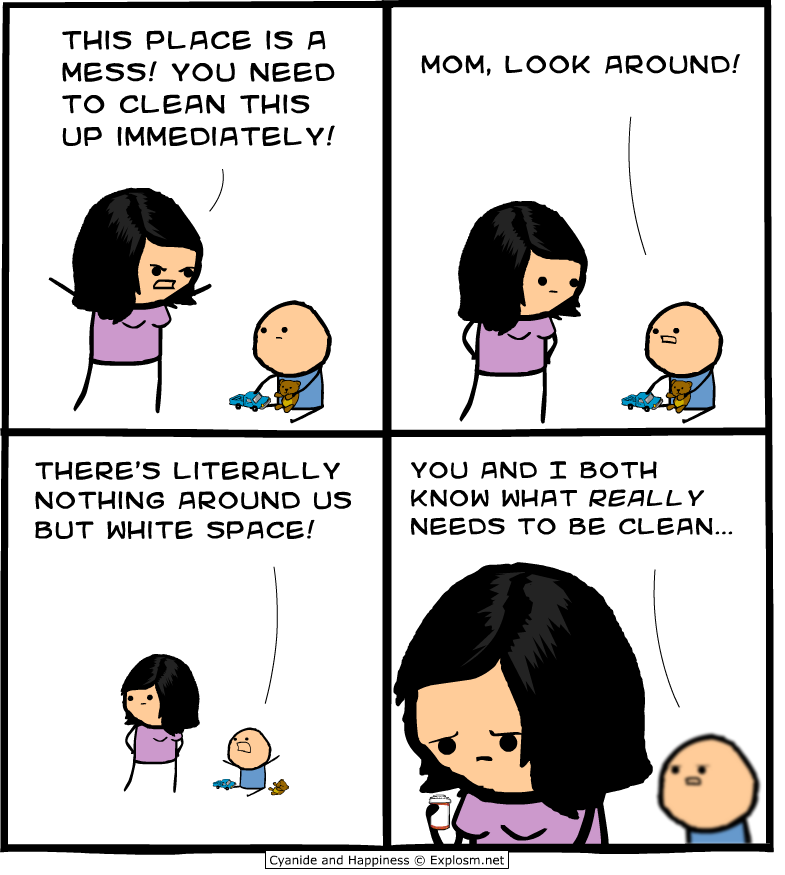 THIS PLACE IS A
MESS! YOU NEED
TO CLEAN THIS
UP IMMEDIATELY!
MOM, LOOK AROUND!
THERE'S LITERALLY
NOTHING AROUND US
BUT WHITE SPACE!
YOU AND I BOTH
KNOW WHAT REALLY
NEEDS TO BE CLEAN...
Cyanide and Happiness © Explosm.net